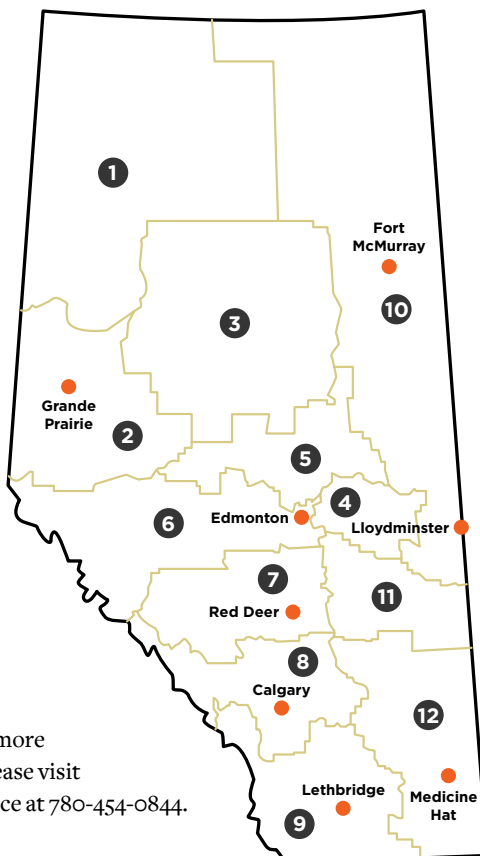 1
Fort
McMurray
10
3
Grande
Prairie
2
5
4
6
Edmonton
Lloydminster
7
11
Red Deer
8
Calgary
12
more
ease visit
ce at 780-454-0844.
Lethbridge
Medicine
Hat
9